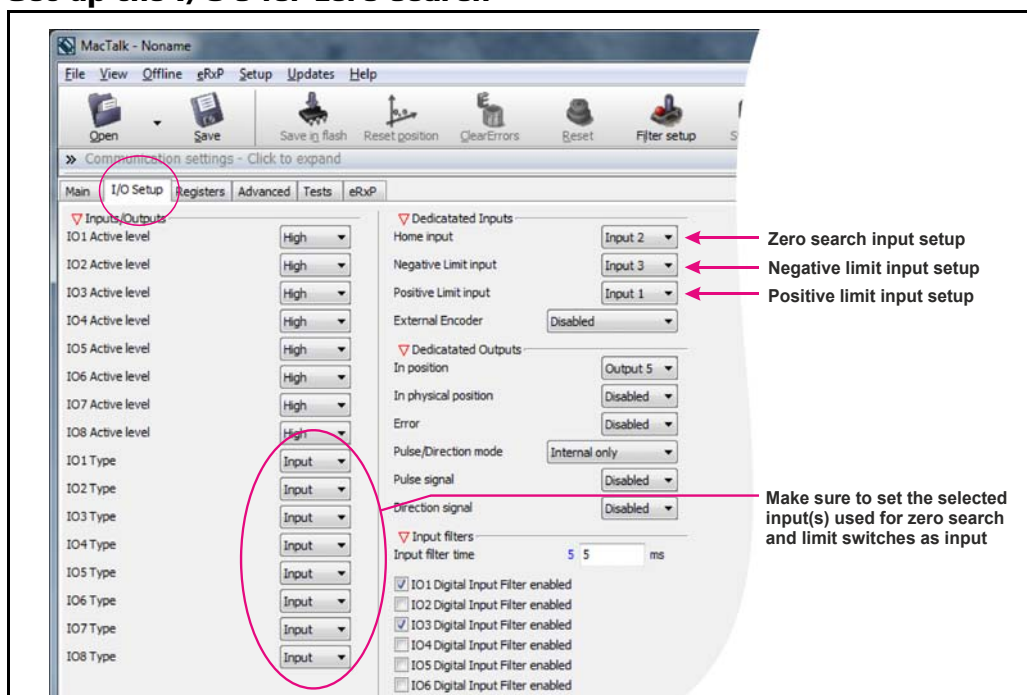 MacTalk - Noname
File View Offline eRxP Setup Updates Help
Open Save Save in flash Reset position ClearErrors Reset Filter setup
» Communication settings - Click to expand
Main I/O Setup Registers Advanced Tests eRxP
Inputs/Outputs
IO1 Active level High
IO2 Active level High
IO3 Active level High
IO4 Active level High
IO5 Active level High
IO6 Active level High
IO7 Active level High
IO8 Active level High
IO1 Type Input
IO2 Type Input
IO3 Type Input
IO4 Type Input
IO5 Type Input
IO6 Type Input
IO7 Type Input
IO8 Type Input
Dedicatated Inputs
Home input Input 2
Negative Limit input Input 3
Positive Limit input Input 1
External Encoder Disabled
Dedicatated Outputs
In position Output 5
In physical position Disabled
Error Disabled
Pulse/Direction mode Internal only
Pulse signal Disabled
Direction signal Disabled
Input filters
Input filter time 5 5 ms
IO1 Digital Input Filter enabled
IO2 Digital Input Filter enabled
IO3 Digital Input Filter enabled
IO4 Digital Input Filter enabled
IO5 Digital Input Filter enabled
IO6 Digital Input Filter enabled
Zero search input setup
Negative limit input setup
Positive limit input setup
Make sure to set the selected
input(s) used for zero search
and limit switches as input